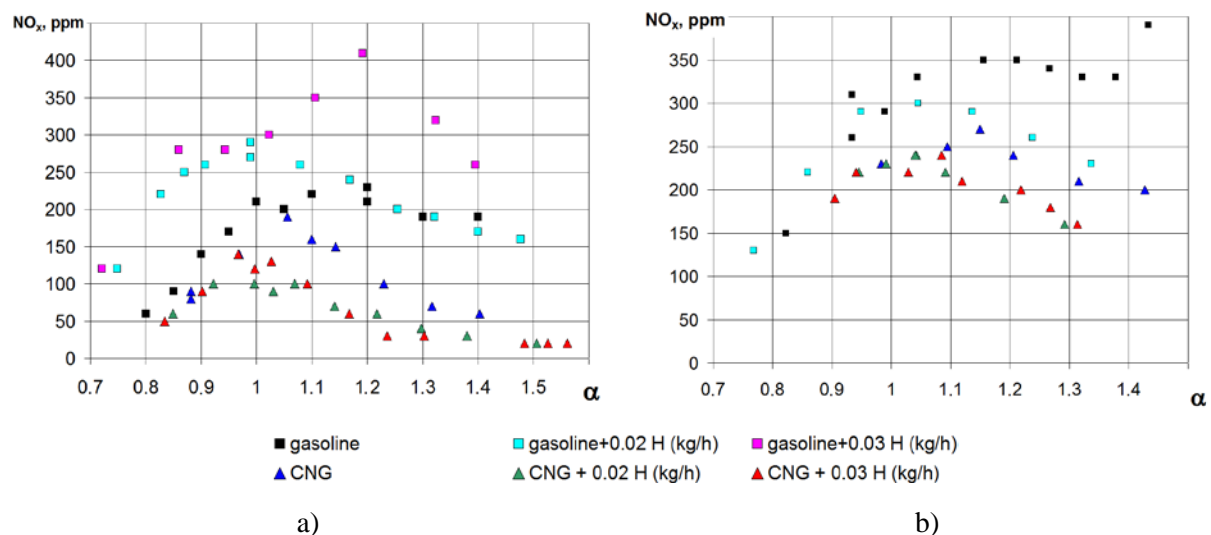 NOx, ppm
400
350
300
250
200
150
100
50
0
0.7 0.8 0.9 1 1.1 1.2 1.3 1.4 1.5
α
NOx, ppm
400
350
300
250
200
150
100
50
0
0.7 0.8 0.9 1 1.1 1.2 1.3 1.4
α
gasoline gasoline+0.02 H (kg/h) gasoline+0.03 H (kg/h)
CNG CNG + 0.02 H (kg/h) CNG + 0.03 H (kg/h)
a) b)